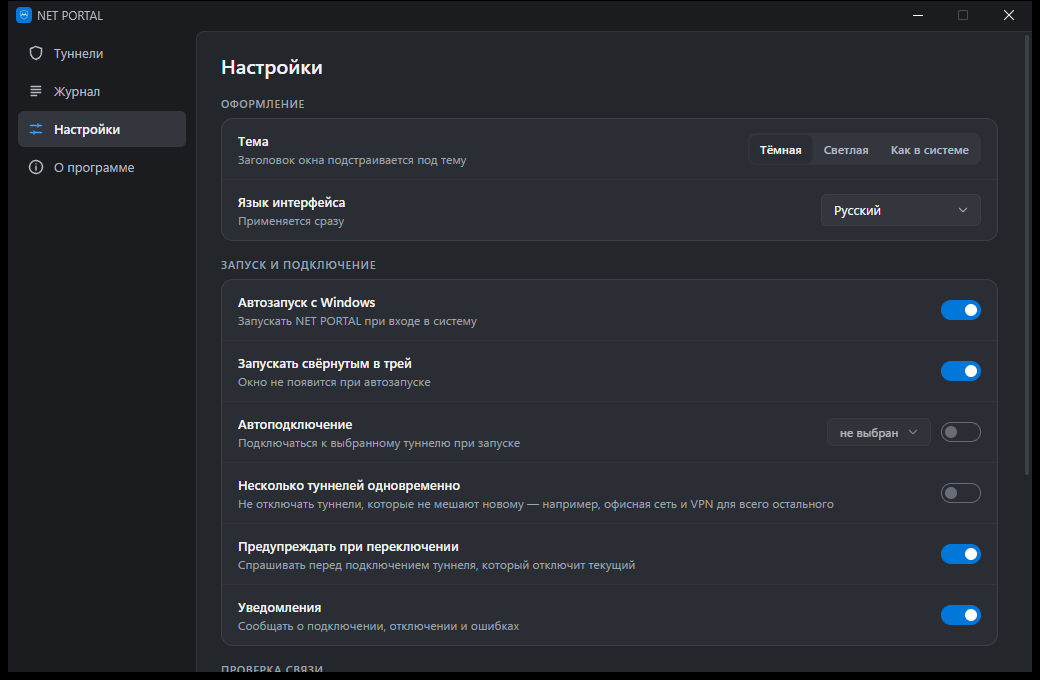 NET PORTAL
Туннели
Журнал
Настройки
О программе
Настройки
ОФОРМЛЕНИЕ
Тема
Заголовок окна подстраивается под тему
Тёмная Светлая Как в системе
Язык интерфейса
Применяется сразу
Русский
ЗАПУСК И ПОДКЛЮЧЕНИЕ
Автозапуск с Windows
Запускать NET PORTAL при входе в систему
Запускать свёрнутым в трей
Окно не появится при автозапуске
Автоподключение
Подключаться к выбранному туннелю при запуске
не выбран
Несколько туннелей одновременно
Не отключать туннели, которые не мешают новому — например, офисная сеть и VPN для всего остального
Предупреждать при переключении
Спрашивать перед подключением туннеля, который отключит текущий
Уведомления
Сообщать о подключении, отключении и ошибках
ПРОВЕРКА СВЯЗИ